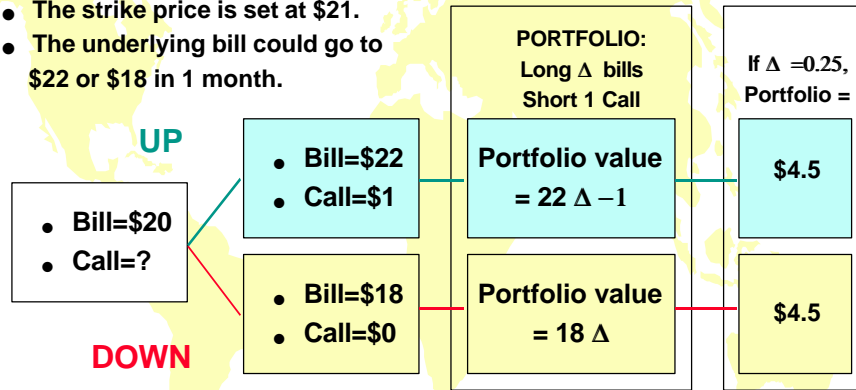 • The strike price is set at $21.
• The underlying bill could go to
$22 or $18 in 1 month.
PORTFOLIO:
Long Δ bills
Short 1 Call
If Δ =0.25,
Portfolio =
UP
• Bill=$22
• Call=$1
Portfolio value
= 22 Δ −1
$4.5
• Bill=$20
• Call=?
• Bill=$18
• Call=$0
Portfolio value
= 18 Δ
$4.5
DOWN